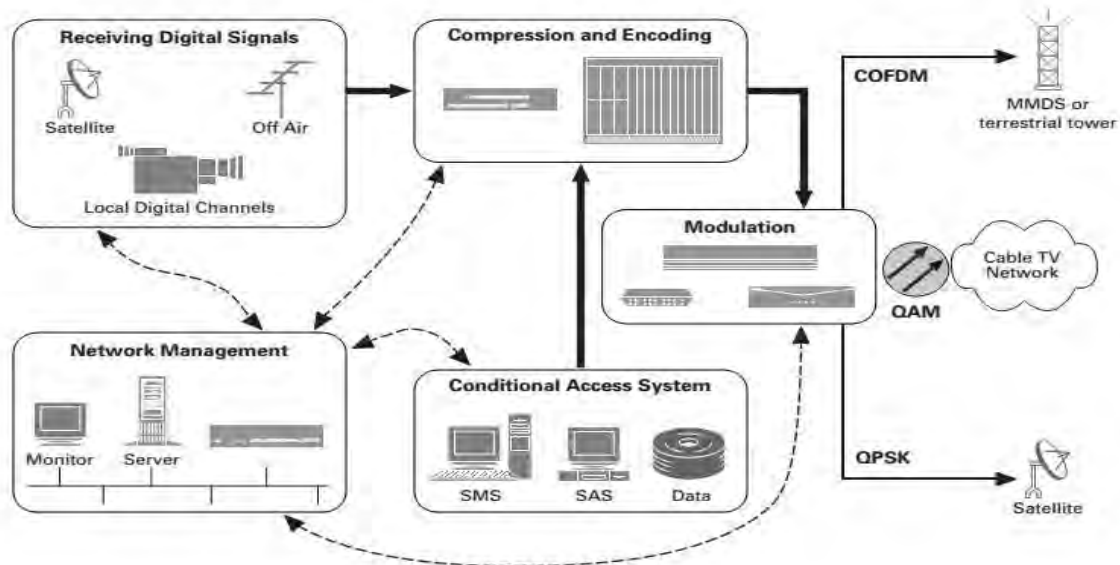 Receiving Digital Signals
Satellite
Off Air
Local Digital Channels
Compression and Encoding
COFDM
MMDS or
terrestrial tower
Modulation
QAM
Cable TV
Network
Network Management
Monitor
Server
Conditional Access System
SMS
SAS
Data
QPSK
Satellite